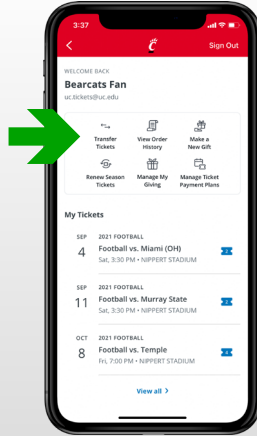 3:37
Sign Out
WELCOME BACK
Bearcats Fan
uc.tickets@uc.edu
Transfer Tickets
View Order History
Make a New Gift
Renew Season Tickets
Manage My Giving
Manage Ticket Payment Plans
My Tickets
SEP 4
2021 FOOTBALL
Football vs. Miami (OH)
Sat, 3:30 PM • NIPPERT STADIUM
SEP 11
2021 FOOTBALL
Football vs. Murray State
Sat, 3:30 PM • NIPPERT STADIUM
OCT 8
2021 FOOTBALL
Football vs. Temple
Fri, 7:00 PM • NIPPERT STADIUM
View all